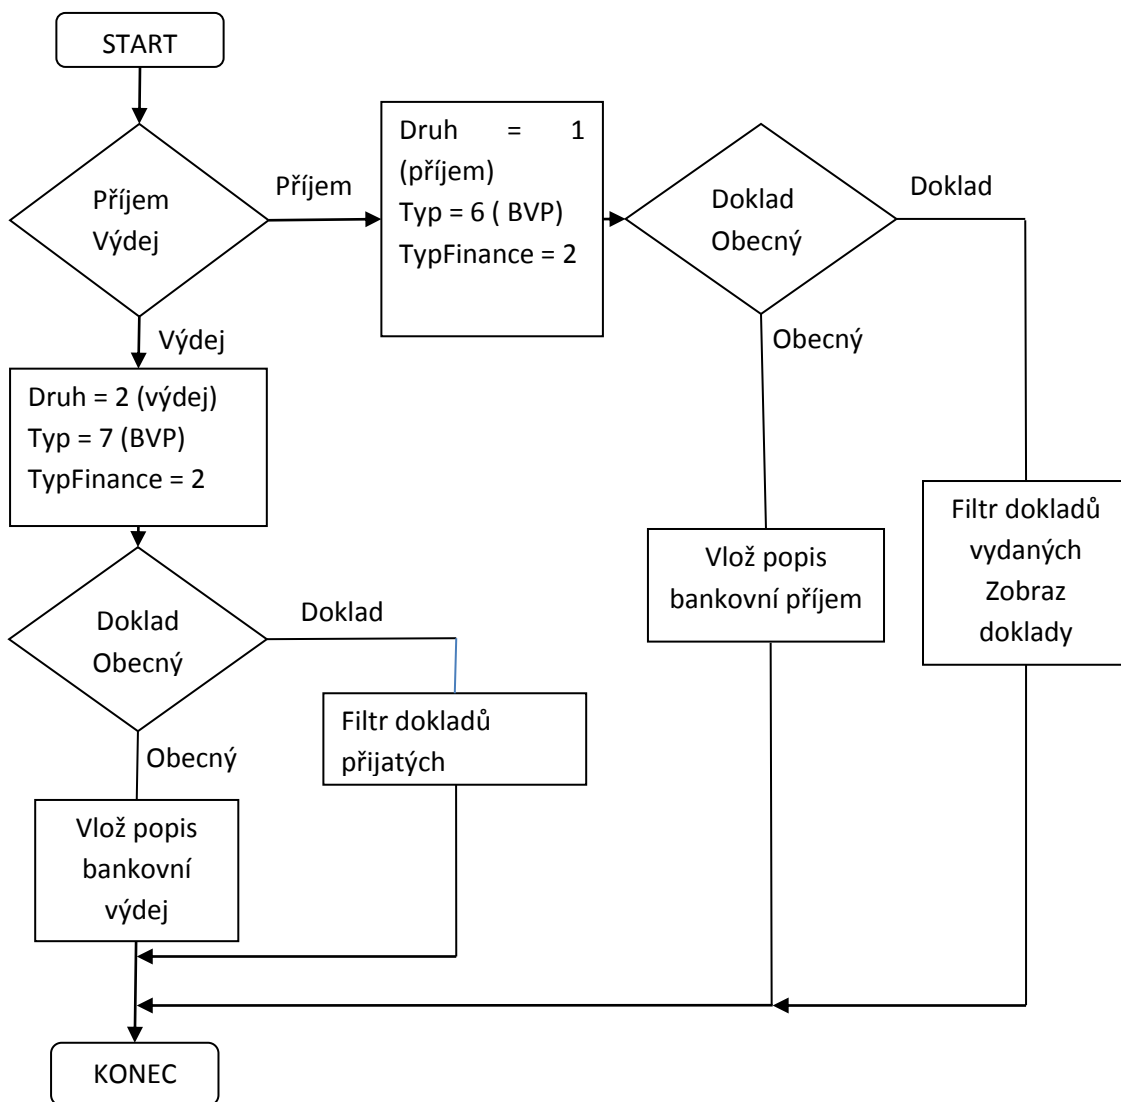 START
Příjem
Výdej
Příjem
Druh = 1
(příjem)
Typ = 6 ( BVP)
TypFinance = 2
Doklad
Obecný
Doklad
Obecný
Výdej
Druh = 2 (výdej)
Typ = 7 (BVP)
TypFinance = 2
Filtr dokladů
vydaných
Zobraz
doklady
Vlož popis
bankovní příjem
Doklad
Obecný
Doklad
Filtr dokladů
přijatých
Obecný
Vlož popis
bankovní
výdej
KONEC